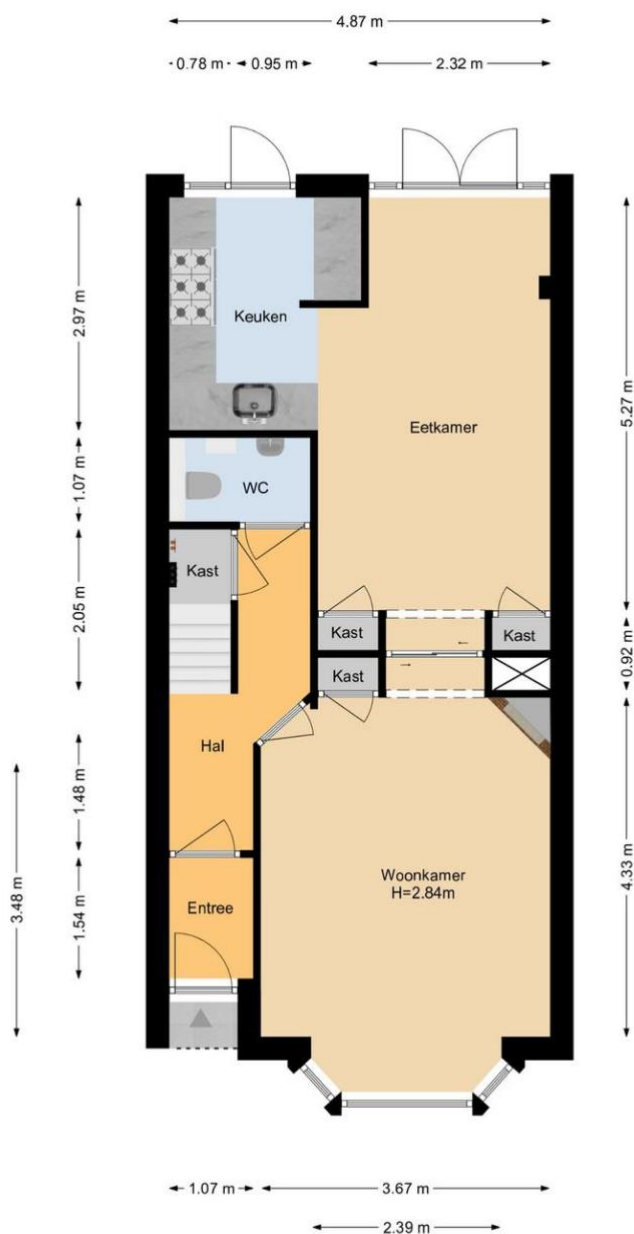 4.87 m
0.78 m
0.95 m
2.32 m
2.97 m
Keuken
Eetkamer
5.27 m
1.07 m
WC
Kast
2.05 m
Kast
Kast
Kast
0.92 m
Hal
1.48 m
3.48 m
1.54 m
Entree
Woonkamer
H=2.84m
4.33 m
1.07 m
3.67 m
2.39 m